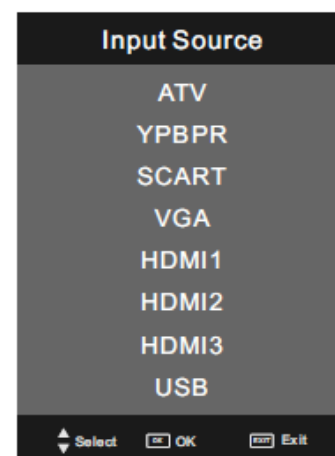 Input Source
ATV
YPBPR
SCART
VGA
HDMI1
HDMI2
HDMI3
USB
Select OK OK EXIT Exit